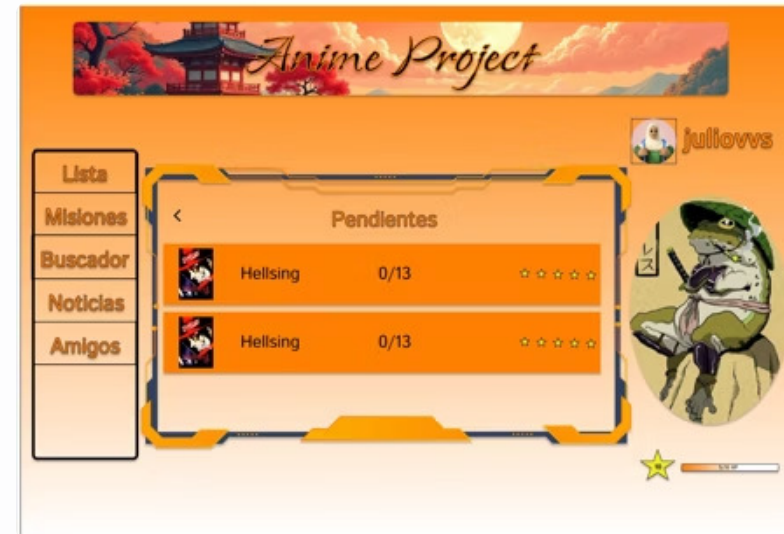 Anime Project
juliovvs
Lista
Misiones
Buscador
Noticias
Amigos
<
Pendientes
Hellsing 0/13
Hellsing 0/13
レス